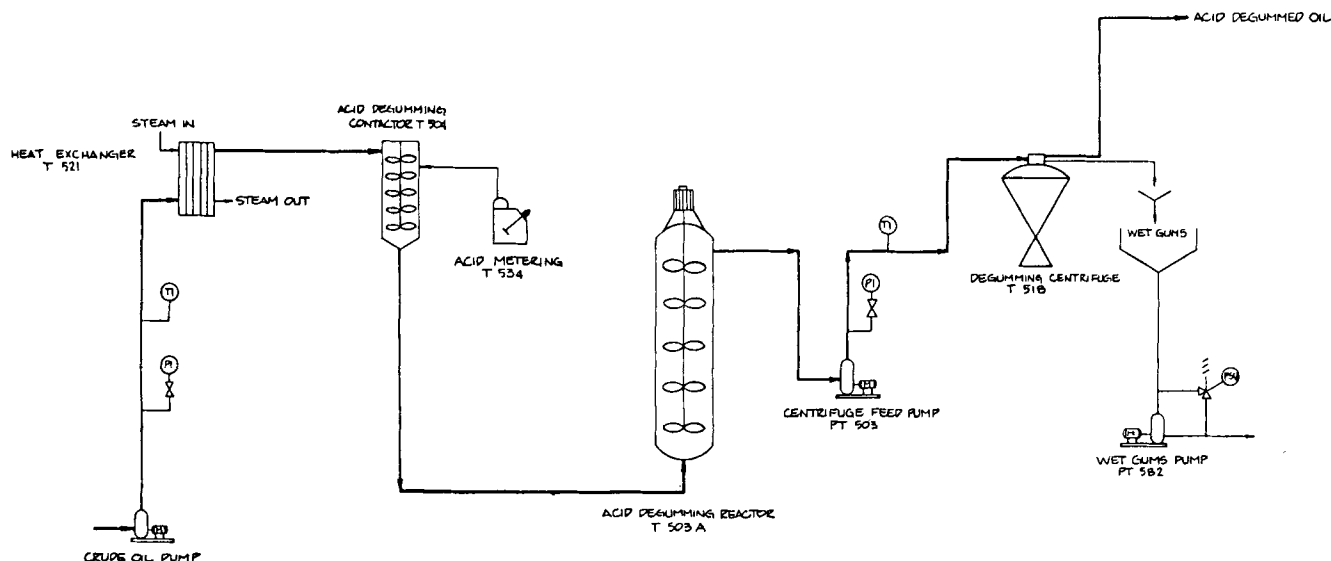 ACID DEGUMMED OIL
ACID DEGUMMING
CONTACTOR T 504
STEAM IN
HEAT EXCHANGER
T 521
STEAM OUT
ACID METERING
T 534
TI
PI
CRUDE OIL PUMP
ACID DEGUMMING REACTOR
T 503 A
TI
PI
CENTRIFUGE FEED PUMP
PT 503
DEGUMMING CENTRIFUGE
T 518
WET GUMS
WET GUMS PUMP
PT 582